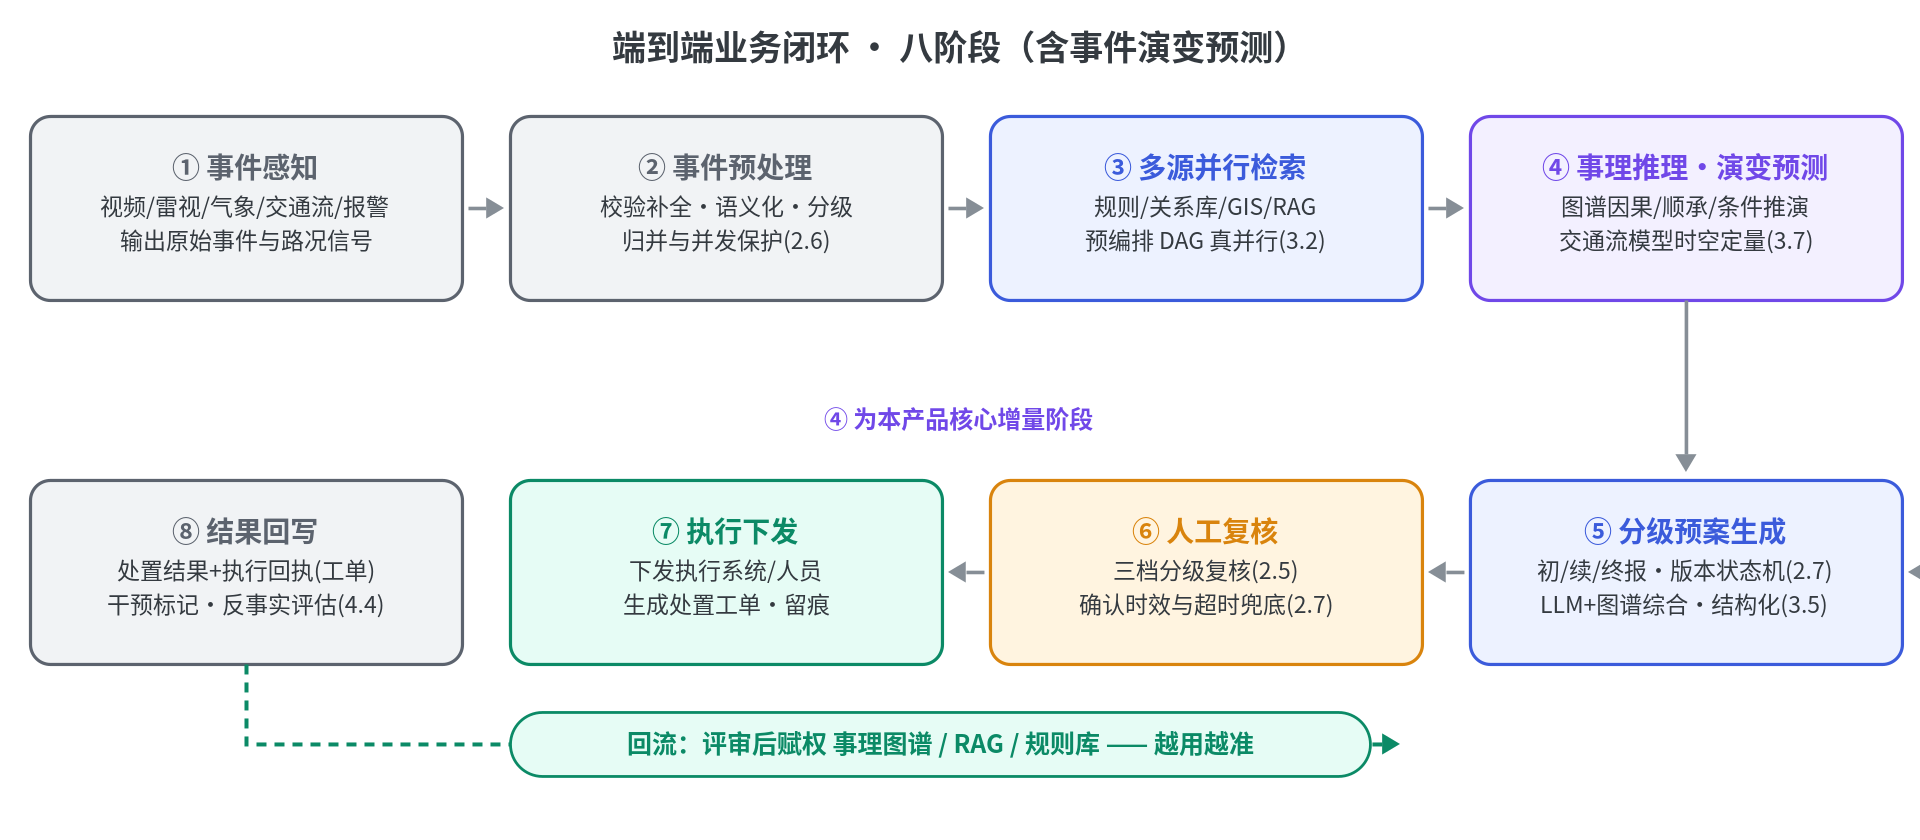 端到端业务闭环 · 八阶段（含事件演变预测）
① 事件感知
视频/雷视/气象/交通流/报警
输出原始事件与路况信号
② 事件预处理
校验补全・语义化・分级
归并与并发保护(2.6)
③ 多源并行检索
规则/关系库/GIS/RAG
预编排 DAG 真并行(3.2)
④ 事理推理・演变预测
图谱因果/顺承/条件推演
交通流模型时空定量(3.7)
④ 为本产品核心增量阶段
⑧ 结果回写
处置结果+执行回执(工单)
干预标记・反事实评估(4.4)
⑦ 执行下发
下发执行系统/人员
生成处置工单・留痕
⑥ 人工复核
三档分级复核(2.5)
确认时效与超时兜底(2.7)
⑤ 分级预案生成
初/续/终报・版本状态机(2.7)
LLM+图谱综合・结构化(3.5)
回流：评审后赋权 事理图谱 / RAG / 规则库 —— 越用越准